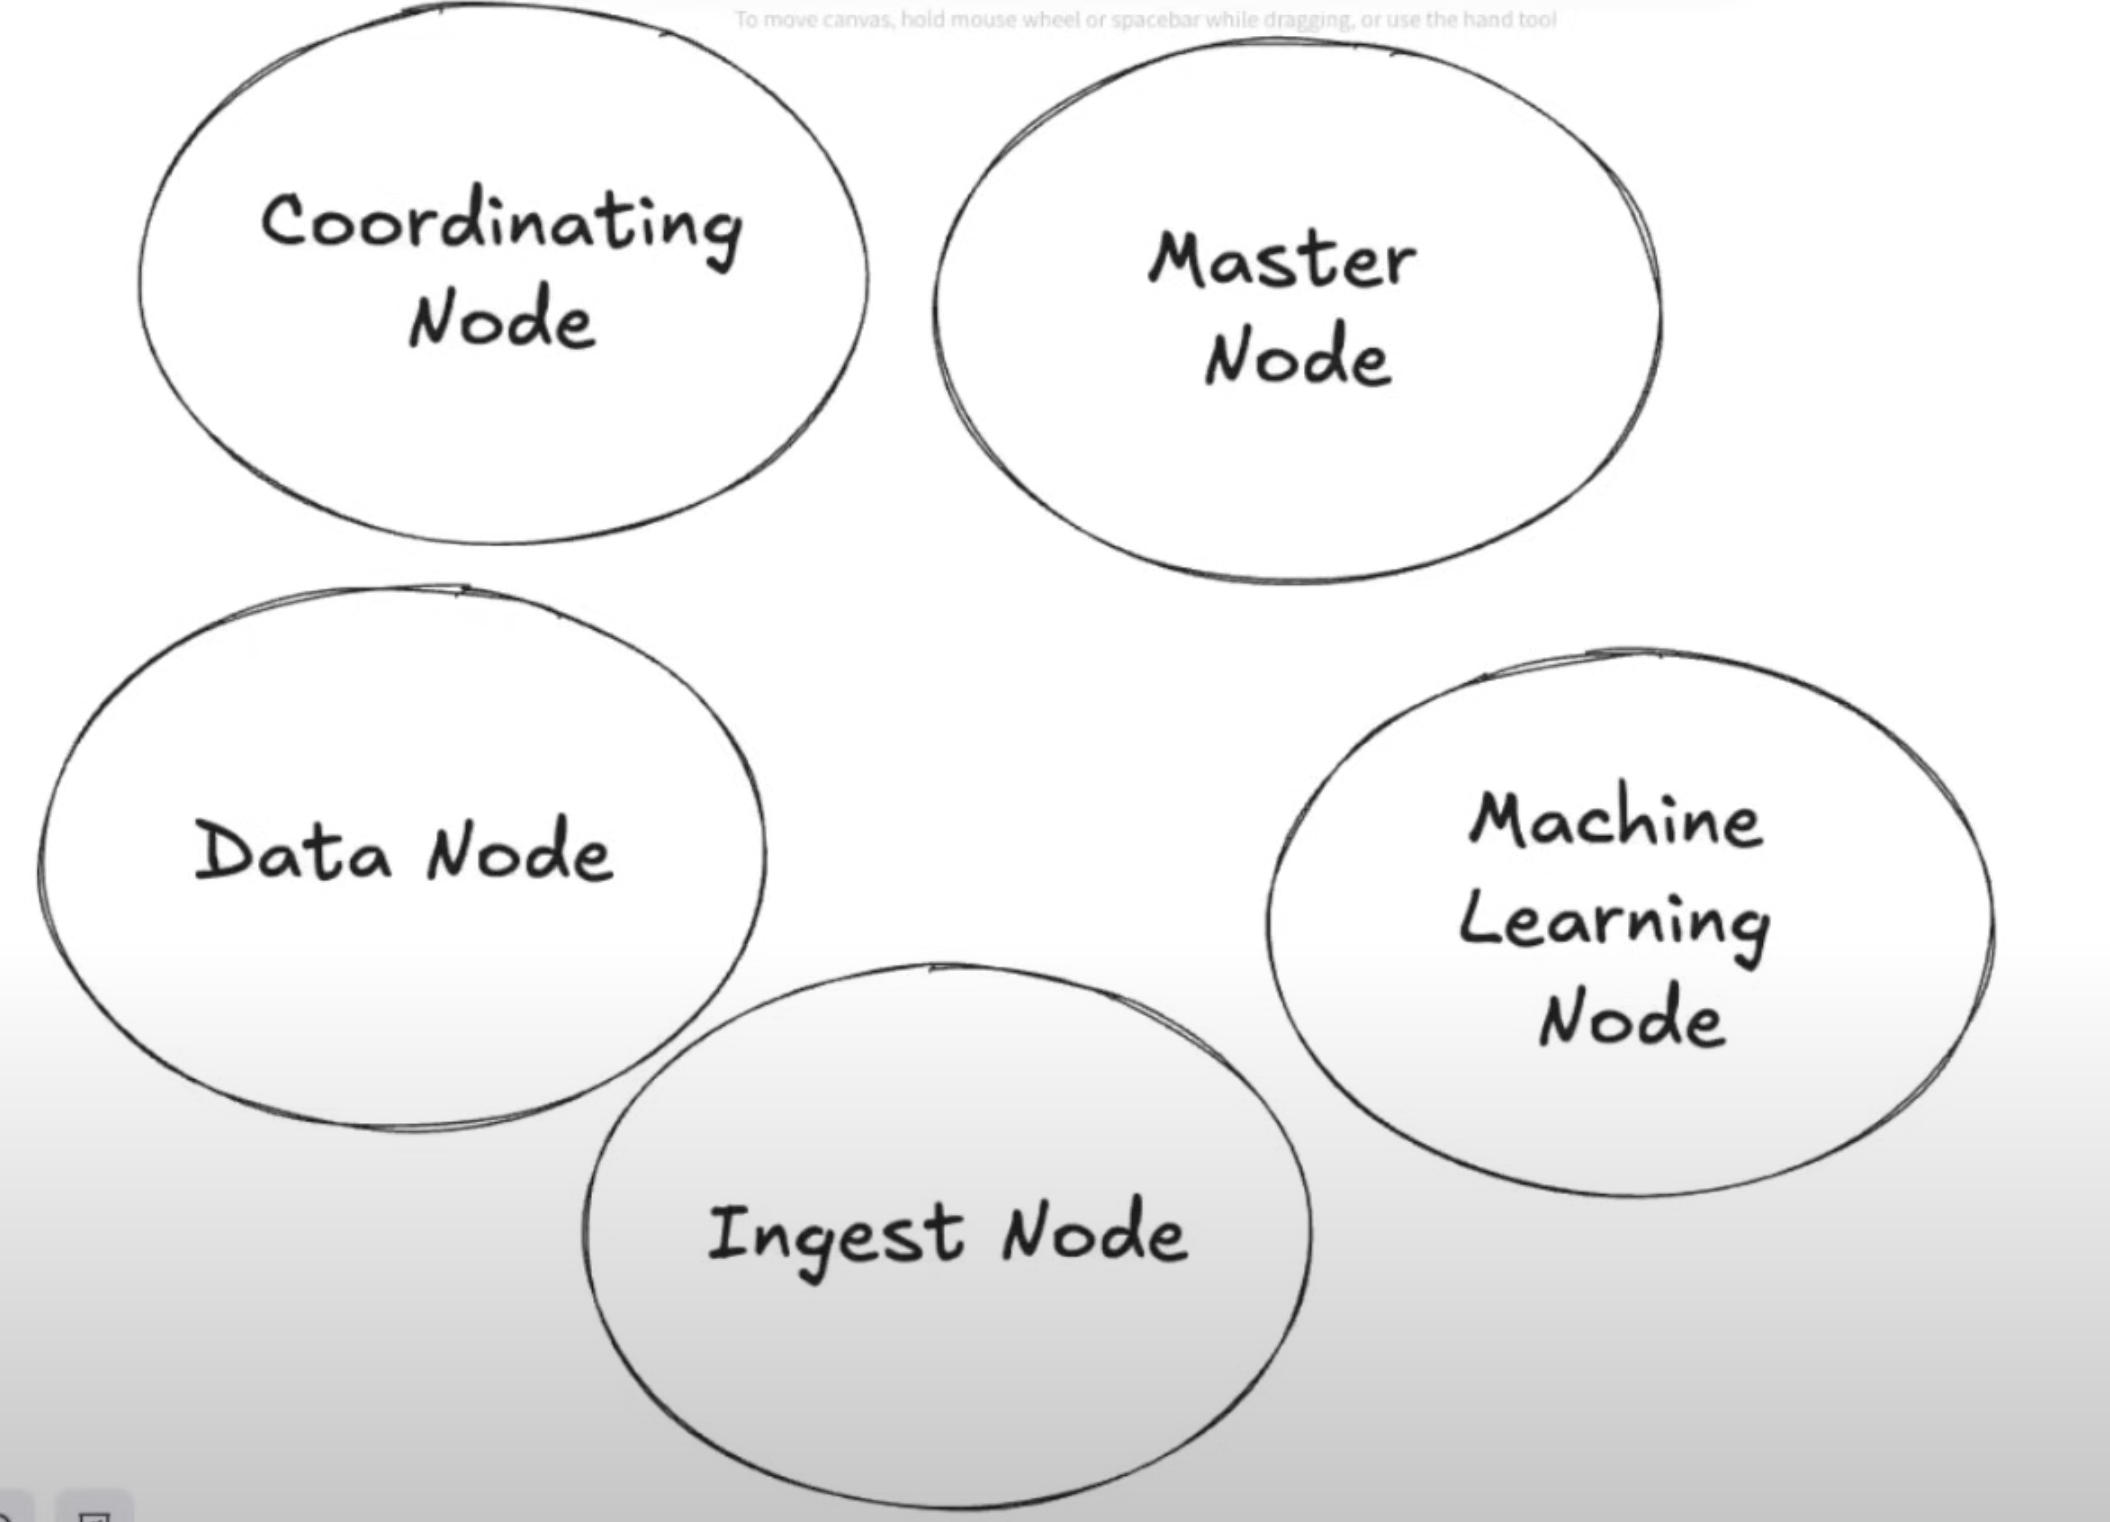 To move canvas, hold mouse wheel or spacebar while dragging, or use the hand tool
Coordinating
Node
Master
Node
Data Node
Machine
Learning
Node
Ingest Node